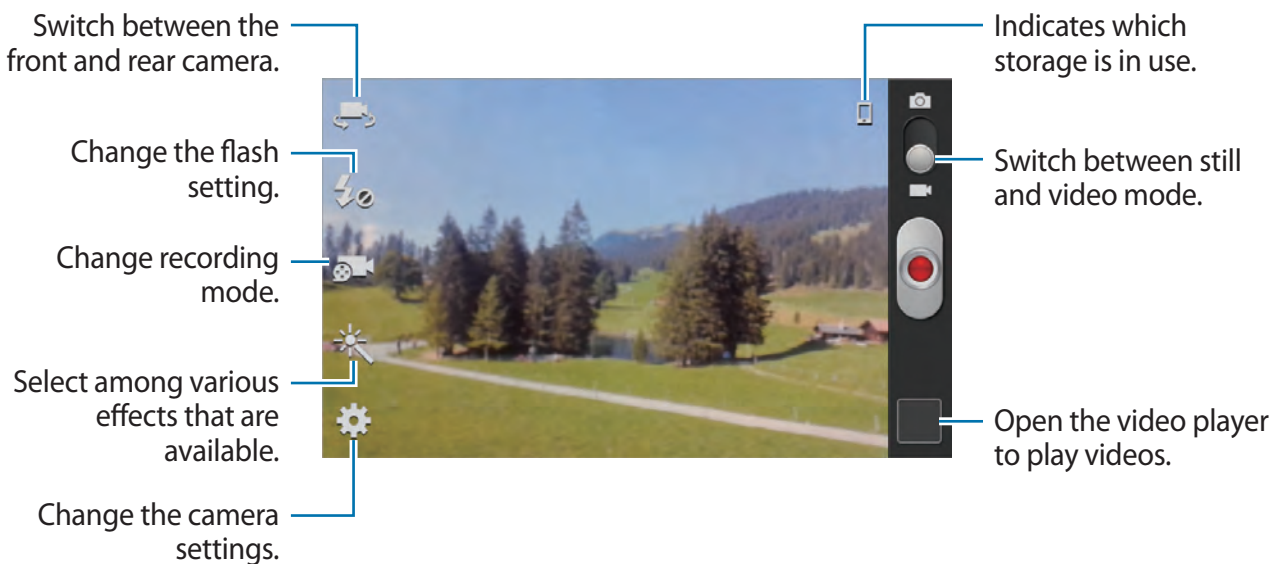 Switch between the
front and rear camera.
Change the flash
setting.
Change recording
mode.
Select among various
effects that are
available.
Change the camera
settings.
Indicates which
storage is in use.
Switch between still
and video mode.
Open the video player
to play videos.